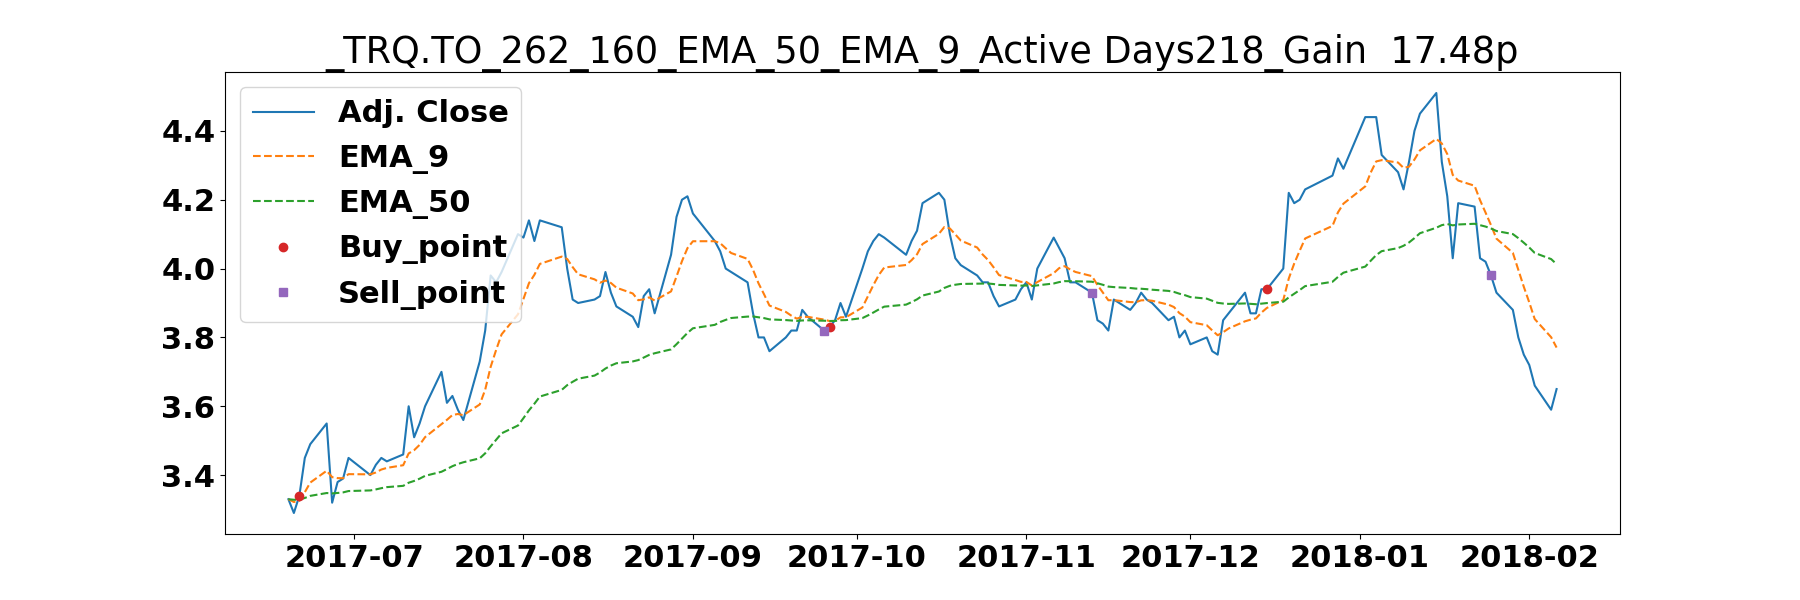 _TRQ.TO_262_160_EMA_50_EMA_9_Active Days218_Gain  17.48p
Adj. Close
EMA_9
EMA_50
Buy_point
Sell_point
4.4
4.2
4.0
3.8
3.6
3.4
2017-07 2017-08 2017-09 2017-10 2017-11 2017-12 2018-01 2018-02